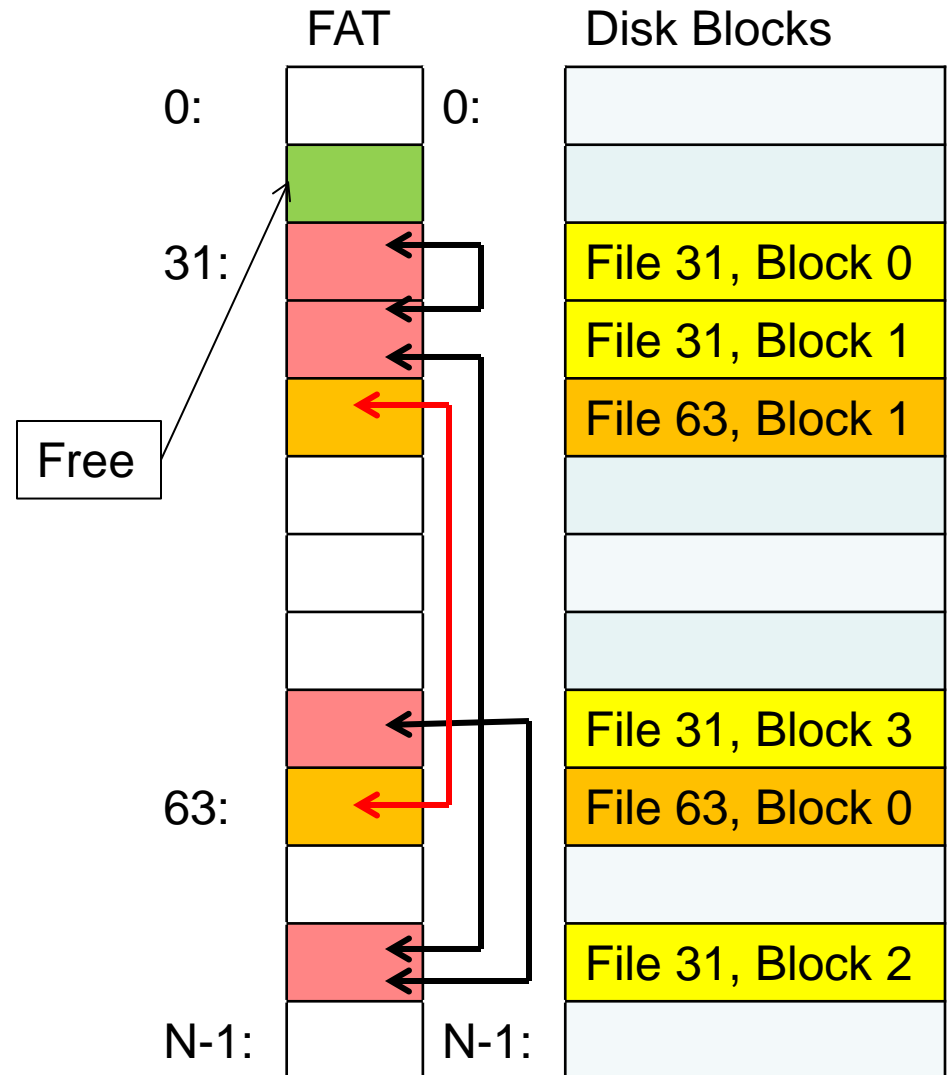 FAT Disk Blocks
0: 0:
31: File 31, Block 0
File 31, Block 1
File 63, Block 1
Free
File 31, Block 3
63: File 63, Block 0
File 31, Block 2
N-1: N-1: